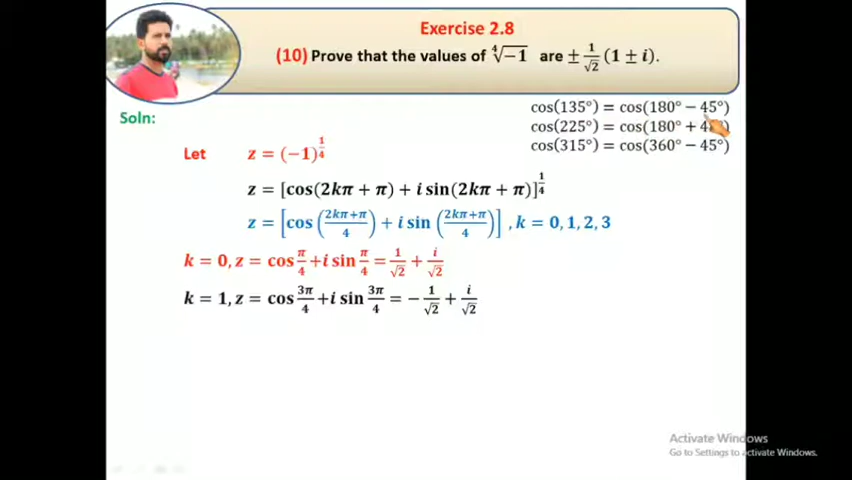 Exercise 2.8
(10) Prove that the values of ∜−1 are ± 1/√2 (1 ± i).
cos(135°) = cos(180° − 45°)
Soln:
cos(225°) = cos(180° + 4
cos(315°) = cos(360° − 45°)
Let z = (−1)^(1/4)
z = [cos(2kπ + π) + i sin(2kπ + π)]^(1/4)
z = [cos ((2kπ+π)/4) + i sin ((2kπ+π)/4)] , k = 0, 1, 2, 3
k = 0, z = cos π/4 + i sin π/4 = 1/√2 + i/√2
k = 1, z = cos 3π/4 + i sin 3π/4 = − 1/√2 + i/√2
Activate Windows
Go to Settings to Activate Windows.